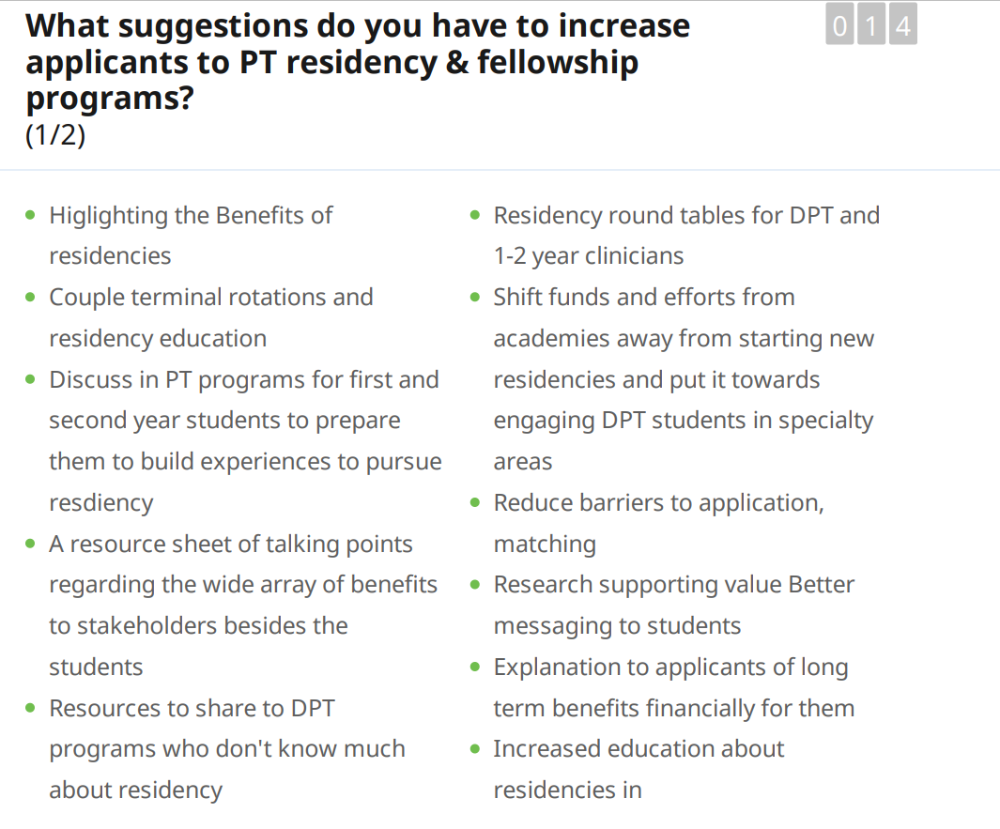 What suggestions do you have to increase
applicants to PT residency & fellowship
programs?
(1/2)
0 1 4
Higlighting the Benefits of
residencies
Couple terminal rotations and
residency education
Discuss in PT programs for first and
second year students to prepare
them to build experiences to pursue
resdiency
A resource sheet of talking points
regarding the wide array of benefits
to stakeholders besides the
students
Resources to share to DPT
programs who don't know much
about residency
Residency round tables for DPT and
1-2 year clinicians
Shift funds and efforts from
academies away from starting new
residencies and put it towards
engaging DPT students in specialty
areas
Reduce barriers to application,
matching
Research supporting value Better
messaging to students
Explanation to applicants of long
term benefits financially for them
Increased education about
residencies in